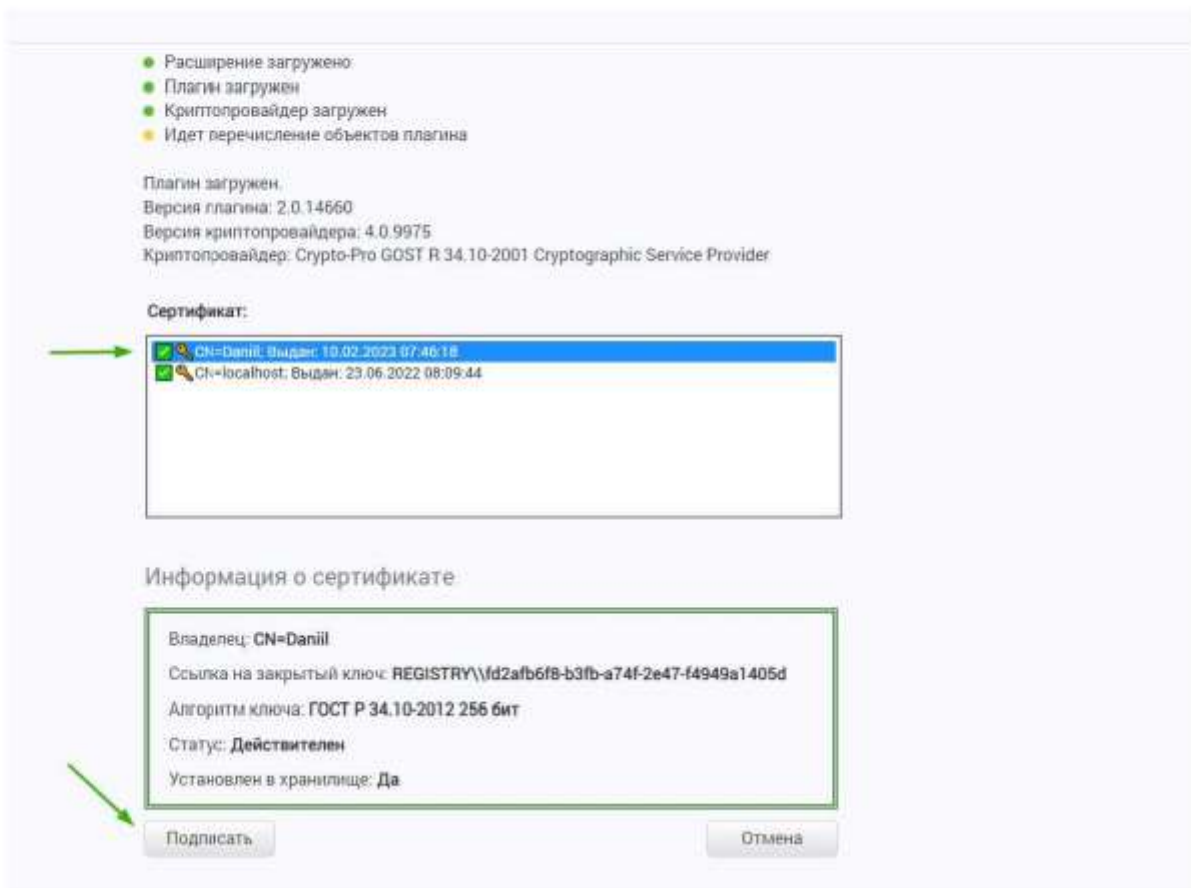 Расширение загружено
Плагин загружен
Криптопровайдер загружен
Идет перечисление объектов плагина
Плагин загружен.
Версия плагина: 2.0.14660
Версия криптопровайдера: 4.0.9975
Криптопровайдер: Crypto-Pro GOST R 34.10-2001 Cryptographic Service Provider
Сертификат:
CN=Daniil; Выдан: 10.02.2023 07:46:18
CN=localhost; Выдан: 23.06.2022 08:09:44
Информация о сертификате
Владелец: CN=Daniil
Ссылка на закрытый ключ: REGISTRY\\fd2afb6f8-b3fb-a74f-2e47-f4949a1405d
Алгоритм ключа: ГОСТ Р 34.10-2012 256 бит
Статус: Действителен
Установлен в хранилище: Да
Подписать Отмена